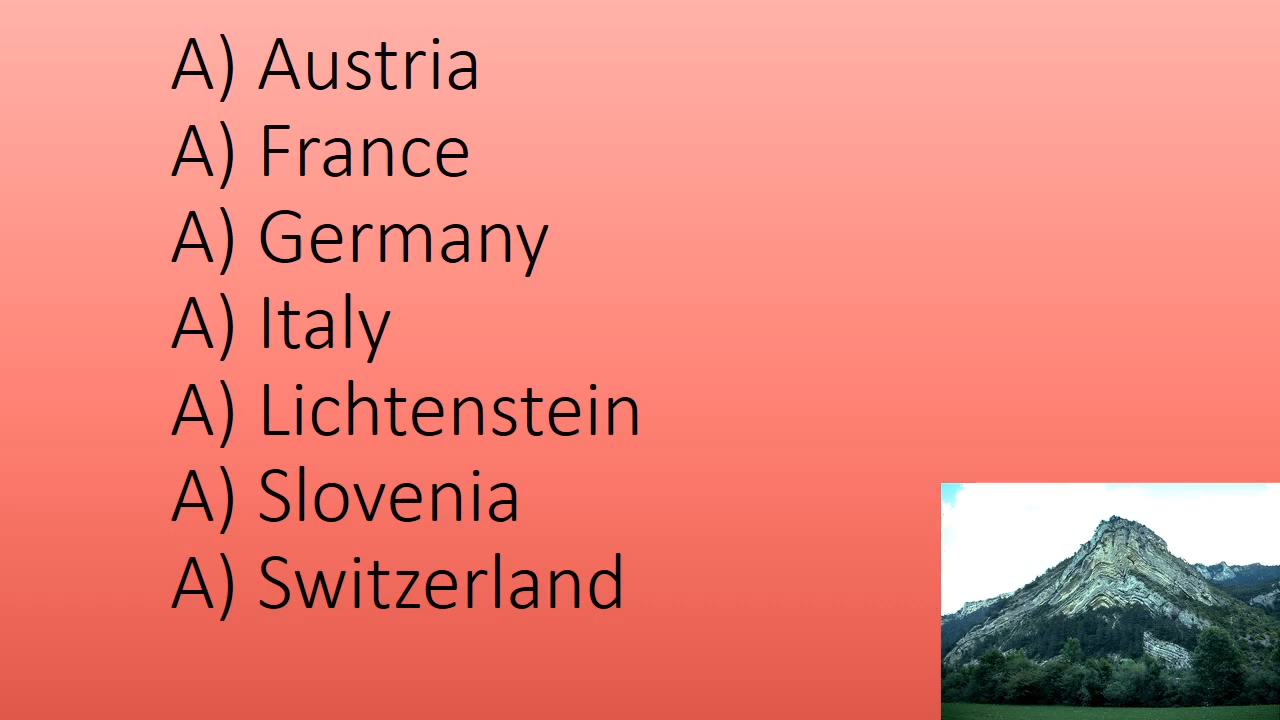 A) Austria
A) France
A) Germany
A) Italy
A) Lichtenstein
A) Slovenia
A) Switzerland